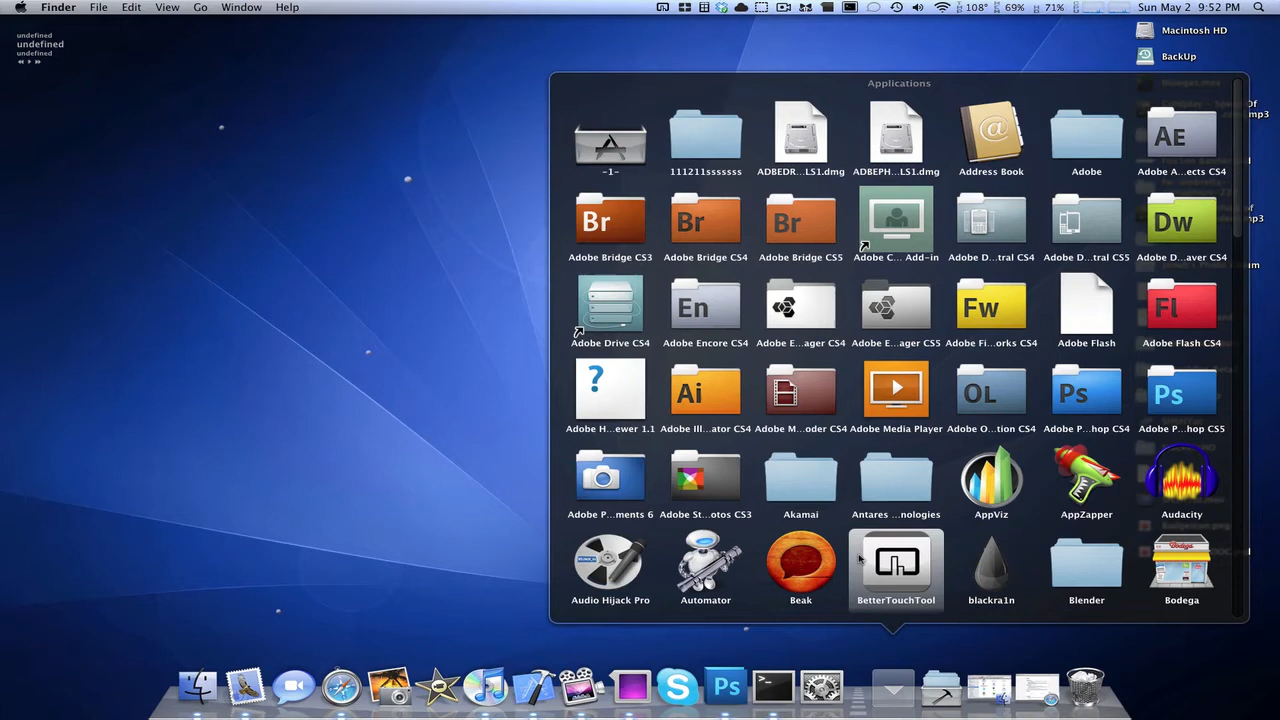 Finder File Edit View Go Window Help 108° 69% 71% Sun May 2 9:52 PM
undefined
undefined
undefined
Macintosh HD
BackUp
Applications
-1- 111211sssssss ADBEDR...LS1.dmg ADBEPH...LS1.dmg Address Book Adobe Adobe A...ects CS4
Adobe Bridge CS3 Adobe Bridge CS4 Adobe Bridge CS5 Adobe C... Add-in Adobe D...tral CS4 Adobe D...tral CS5 Adobe D...aver CS4
Adobe Drive CS4 Adobe Encore CS4 Adobe E...ager CS4 Adobe E...ager CS5 Adobe Fi...orks CS4 Adobe Flash Adobe Flash CS4
Adobe H...ewer 1.1 Adobe Ill...ator CS4 Adobe M...oder CS4 Adobe Media Player Adobe O...tion CS4 Adobe P...hop CS4 Adobe P...hop CS5
Adobe P...ments 6 Adobe St...otos CS3 Akamai Antares ...nologies AppViz AppZapper Audacity
Audio Hijack Pro Automator Beak BetterTouchTool blackra1n Blender Bodega
AE
Br Br Br Dw
En Fw Fl
? Ai OL Ps Ps
Bodega
Of
mp3
of
mp3
Ps